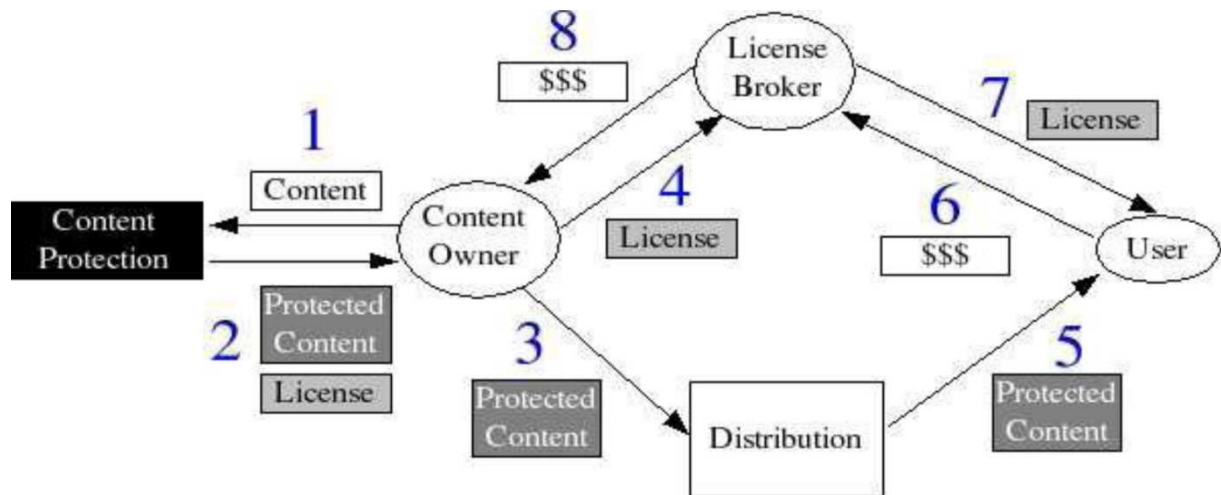 8
$$$
License
Broker
7
License
1
Content
Content
Protection
Content
Owner
4
License
6
$$$
User
2
Protected
Content
License
3
Protected
Content
Distribution
5
Protected
Content